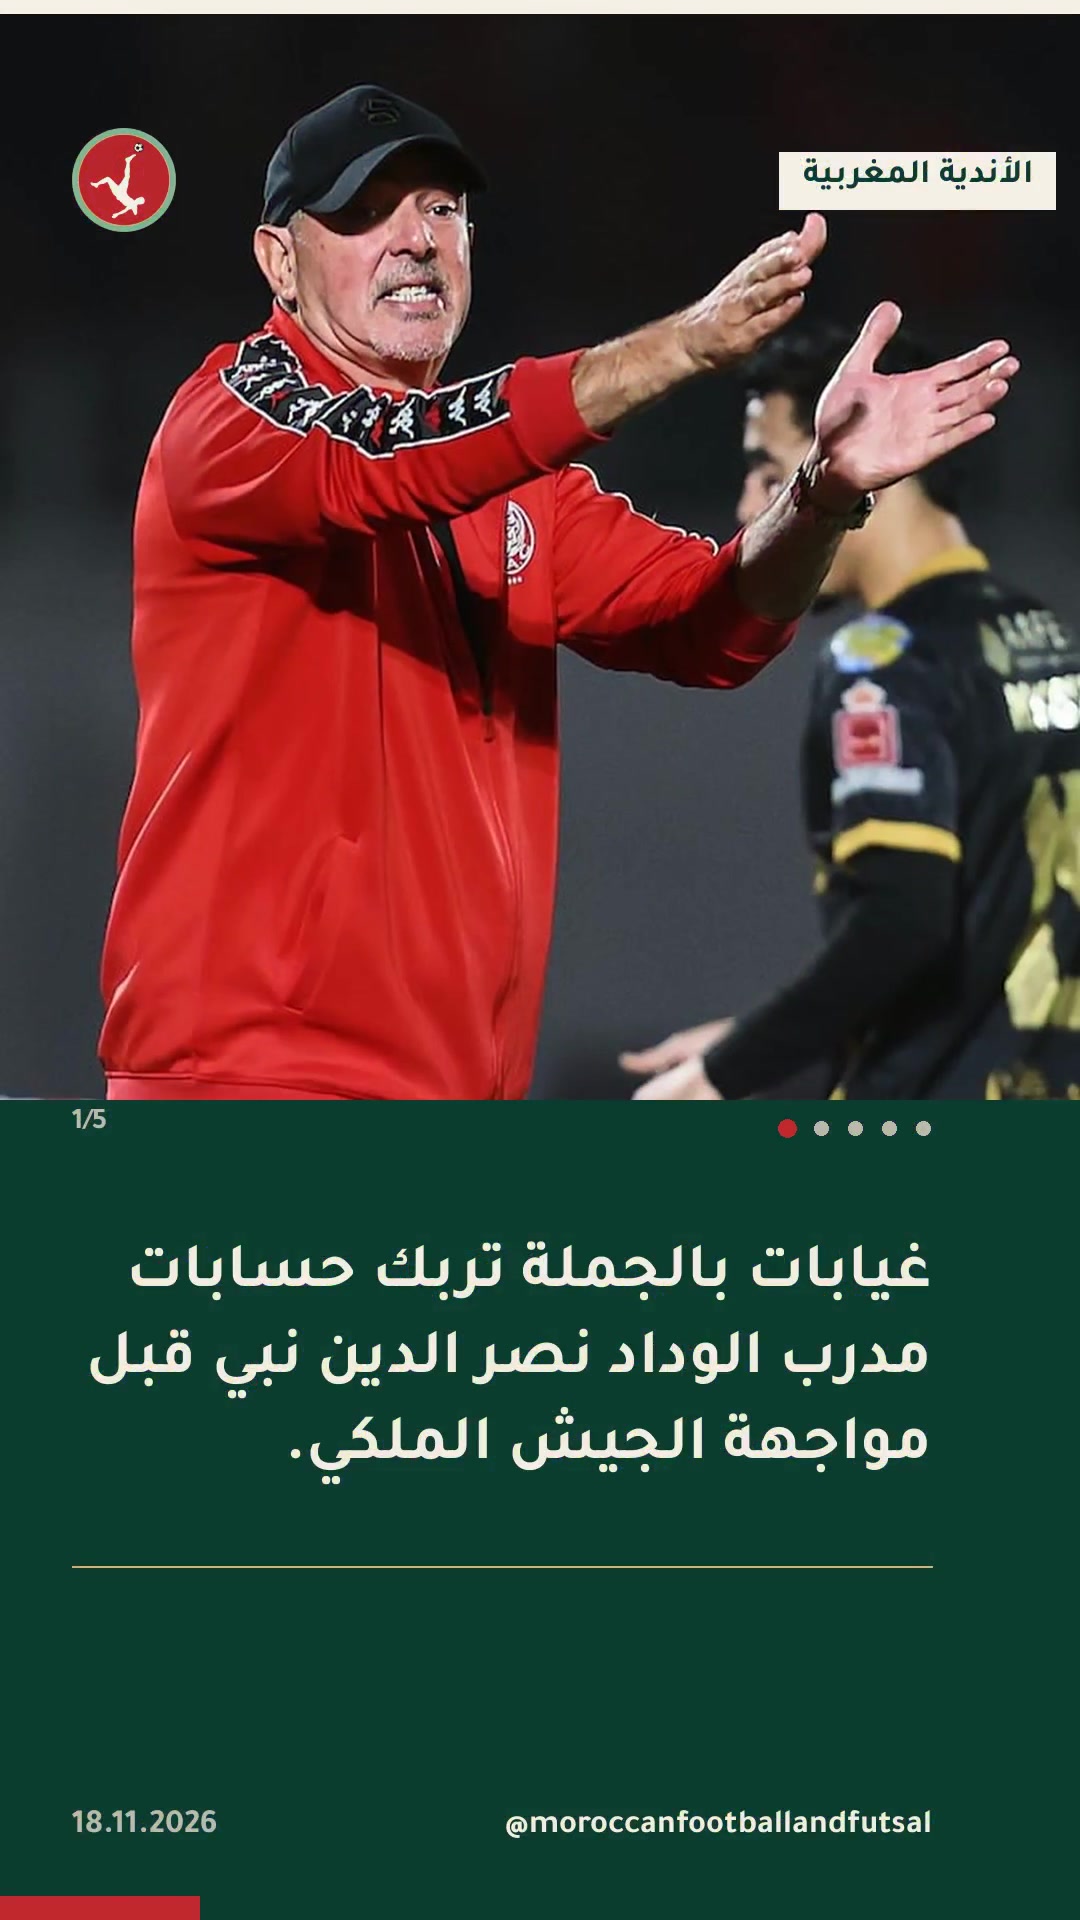 الأندية المغربية
1/5
غيابات بالجملة تربك حسابات
مدرب الوداد نصر الدين نبي قبل
مواجهة الجيش الملكي.
18.11.2026
@moroccanfootballandfutsal